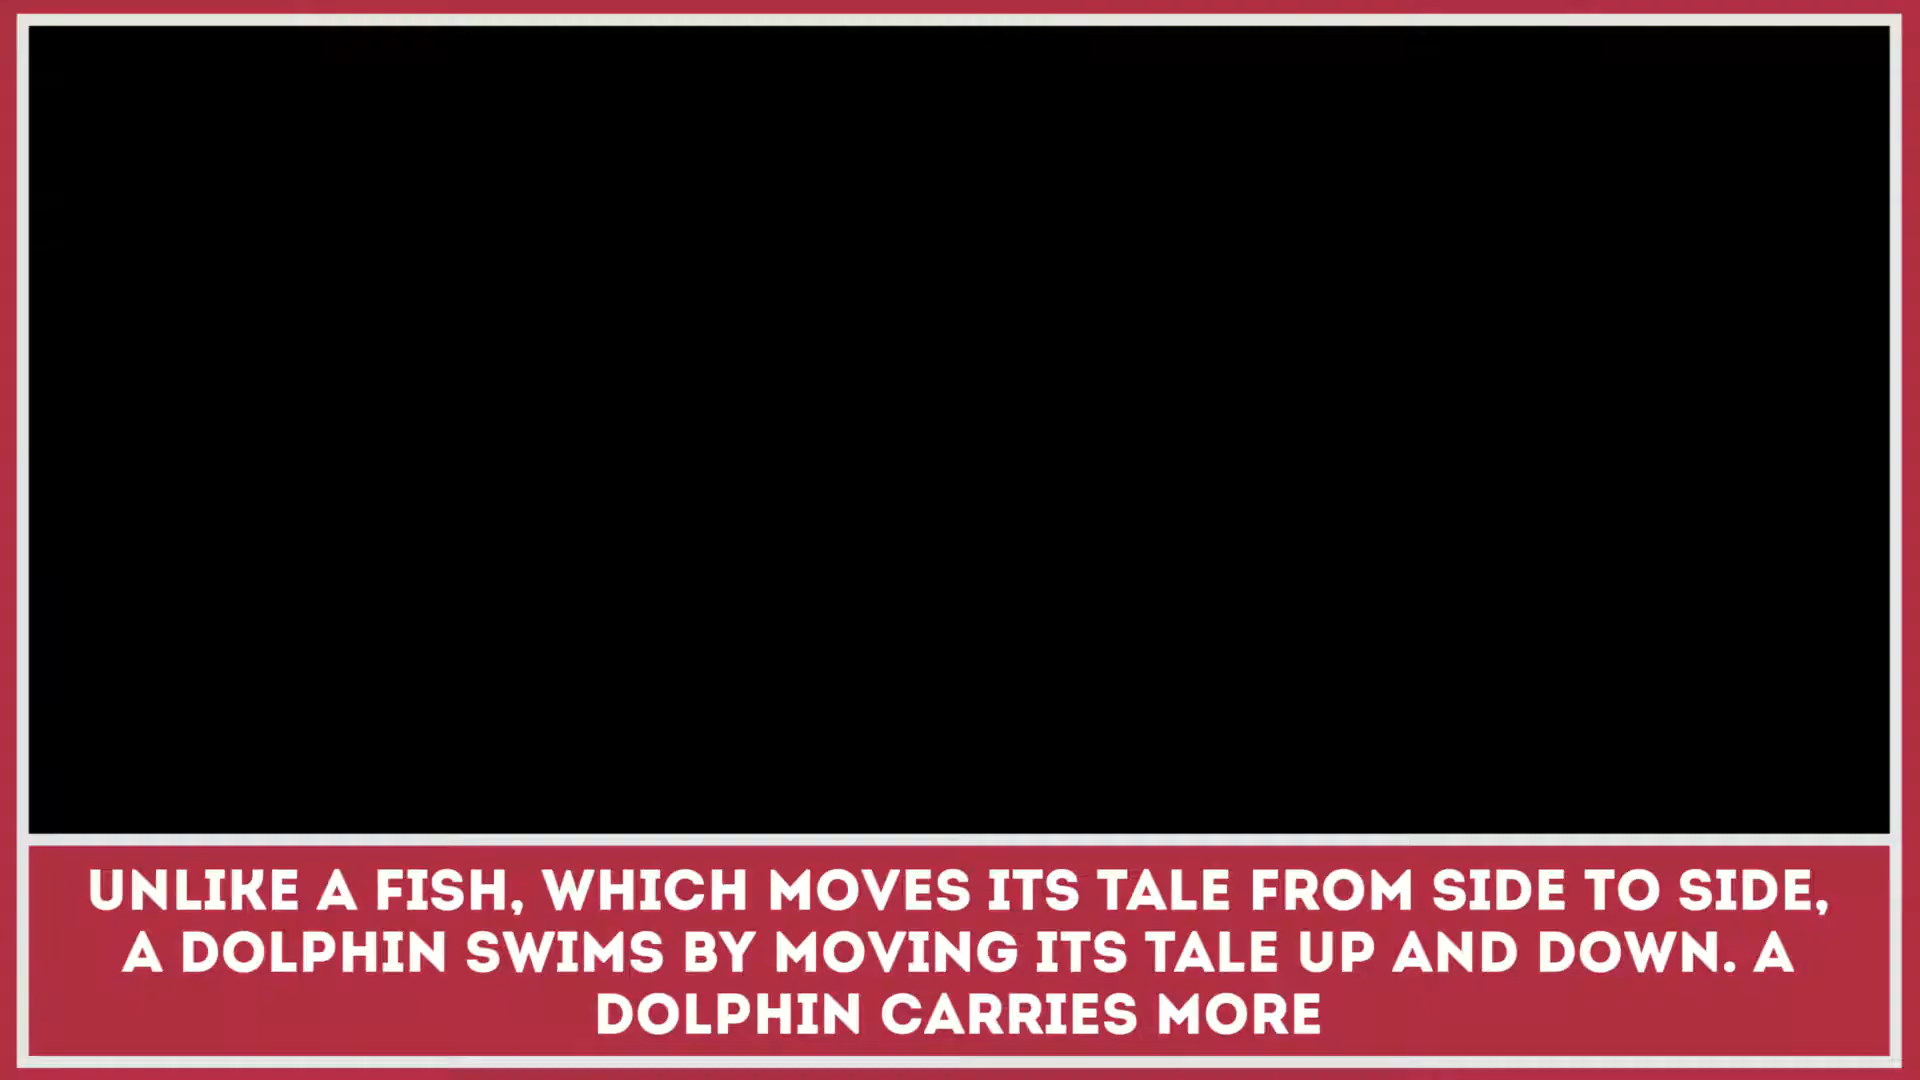 UNLIKE A FISH, WHICH MOVES ITS TALE FROM SIDE TO SIDE,
A DOLPHIN SWIMS BY MOVING ITS TALE UP AND DOWN. A
DOLPHIN CARRIES MORE